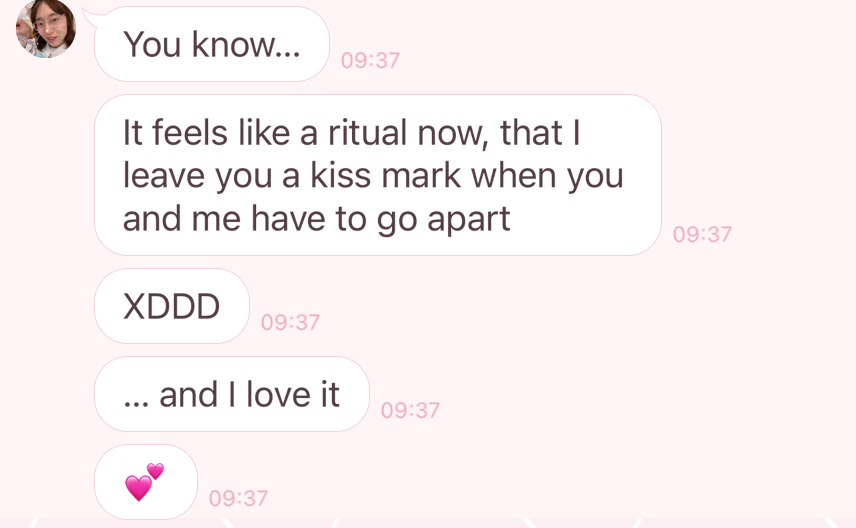 You know...
09:37
It feels like a ritual now, that I
leave you a kiss mark when you
and me have to go apart
09:37
XDDD
09:37
... and I love it
09:37
💕
09:37